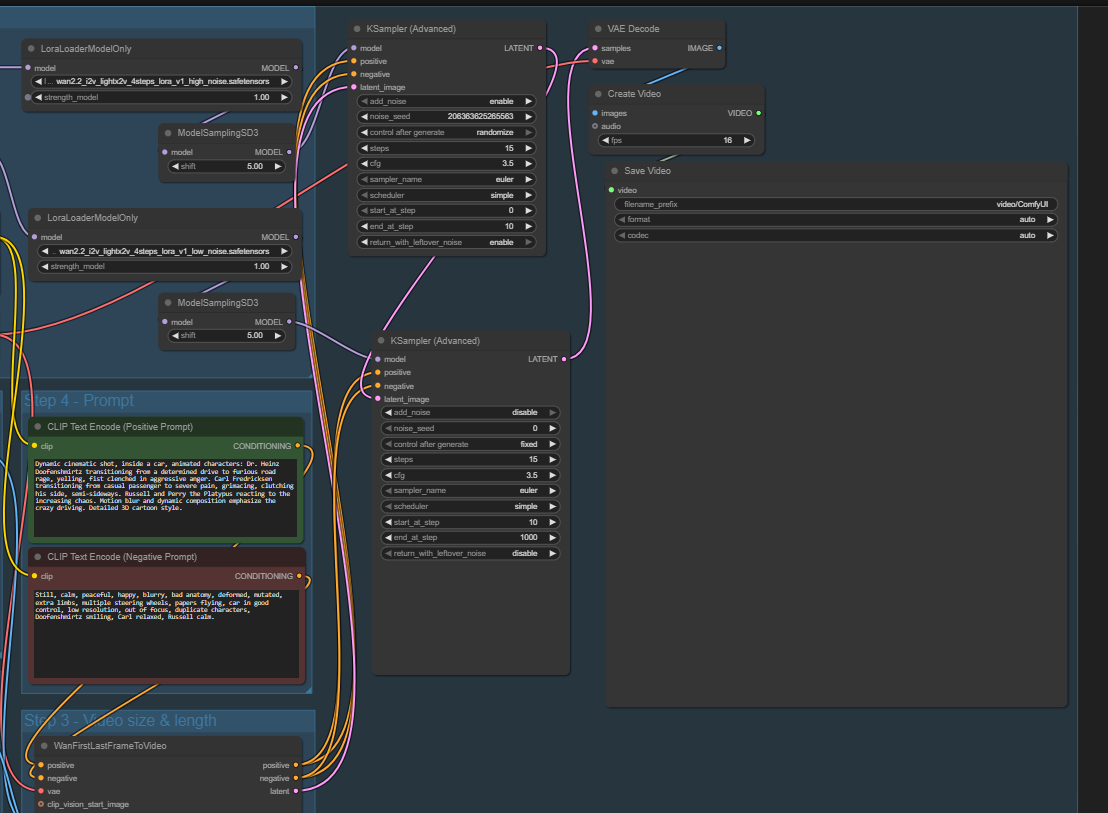 LoraLoaderModelOnly
model MODEL
l... wan2.2_i2v_lightx2v_4steps_lora_v1_high_noise.safetensors
strength_model 1.00
ModelSamplingSD3
model MODEL
shift 5.00
LoraLoaderModelOnly
model MODEL
wan2.2_i2v_lightx2v_4steps_lora_v1_low_noise.safetensors
strength_model 1.00
ModelSamplingSD3
model MODEL
shift 5.00
Step 4 - Prompt
CLIP Text Encode (Positive Prompt)
clip CONDITIONING
Dynamic cinematic shot, inside a car, animated characters: Dr. Heinz
Doofenshmirtz transitioning from a determined drive to furious road
rage, yelling, fist clenched in aggressive anger. Carl Fredricksen
transitioning from casual passenger to severe pain, grimacing, clutching
his side, semi-sideways. Russell and Perry the Platypus reacting to the
increasing chaos. Motion blur and dynamic composition emphasize the
crazy driving. Detailed 3D cartoon style.
CLIP Text Encode (Negative Prompt)
clip CONDITIONING
Still, calm, peaceful, happy, blurry, bad anatomy, deformed, mutated,
extra limbs, multiple steering wheels, papers flying, car in good
control, low resolution, out of focus, duplicate characters,
Doofenshmirtz smiling, Carl relaxed, Russell calm.
Step 3 - Video size & length
WanFirstLastFrameToVideo
positive positive
negative negative
vae latent
clip_vision_start_image
KSampler (Advanced)
model LATENT
positive
negative
latent_image
add_noise enable
noise_seed 206363625265563
control after generate randomize
steps 15
cfg 3.5
sampler_name euler
scheduler simple
start_at_step 0
end_at_step 10
return_with_leftover_noise enable
KSampler (Advanced)
model LATENT
positive
negative
latent_image
add_noise disable
noise_seed 0
control after generate fixed
steps 15
cfg 3.5
sampler_name euler
scheduler simple
start_at_step 10
end_at_step 1000
return_with_leftover_noise disable
VAE Decode
samples IMAGE
vae
Create Video
images VIDEO
audio
fps 16
Save Video
video
filename_prefix video/ComfyUI
format auto
codec auto